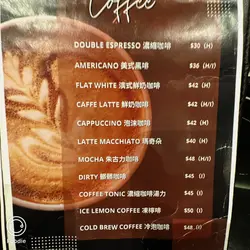 Coffee
DOUBLE ESPRESSO 濃縮咖啡 $30 (H)
AMERICANO 美式黑啡 $36 (H/I)
FLAT WHITE 澳式鮮奶咖啡 $42 (H)
CAFFE LATTE 鮮奶咖啡 $42 (H/I)
CAPPUCCINO 泡沫咖啡 $42 (H)
LATTE MACCHIATO 瑪奇朵 $40 (H)
MOCHA 朱古力咖啡 $48 (H/I)
DIRTY 髒髒咖啡 $45 (I)
COFFEE TONIC 濃縮咖啡湯力 $45 (I)
ICE LEMON COFFEE 凍檸啡 $50 (I)
COLD BREW COFFEE 冷泡咖啡 $48 (I)